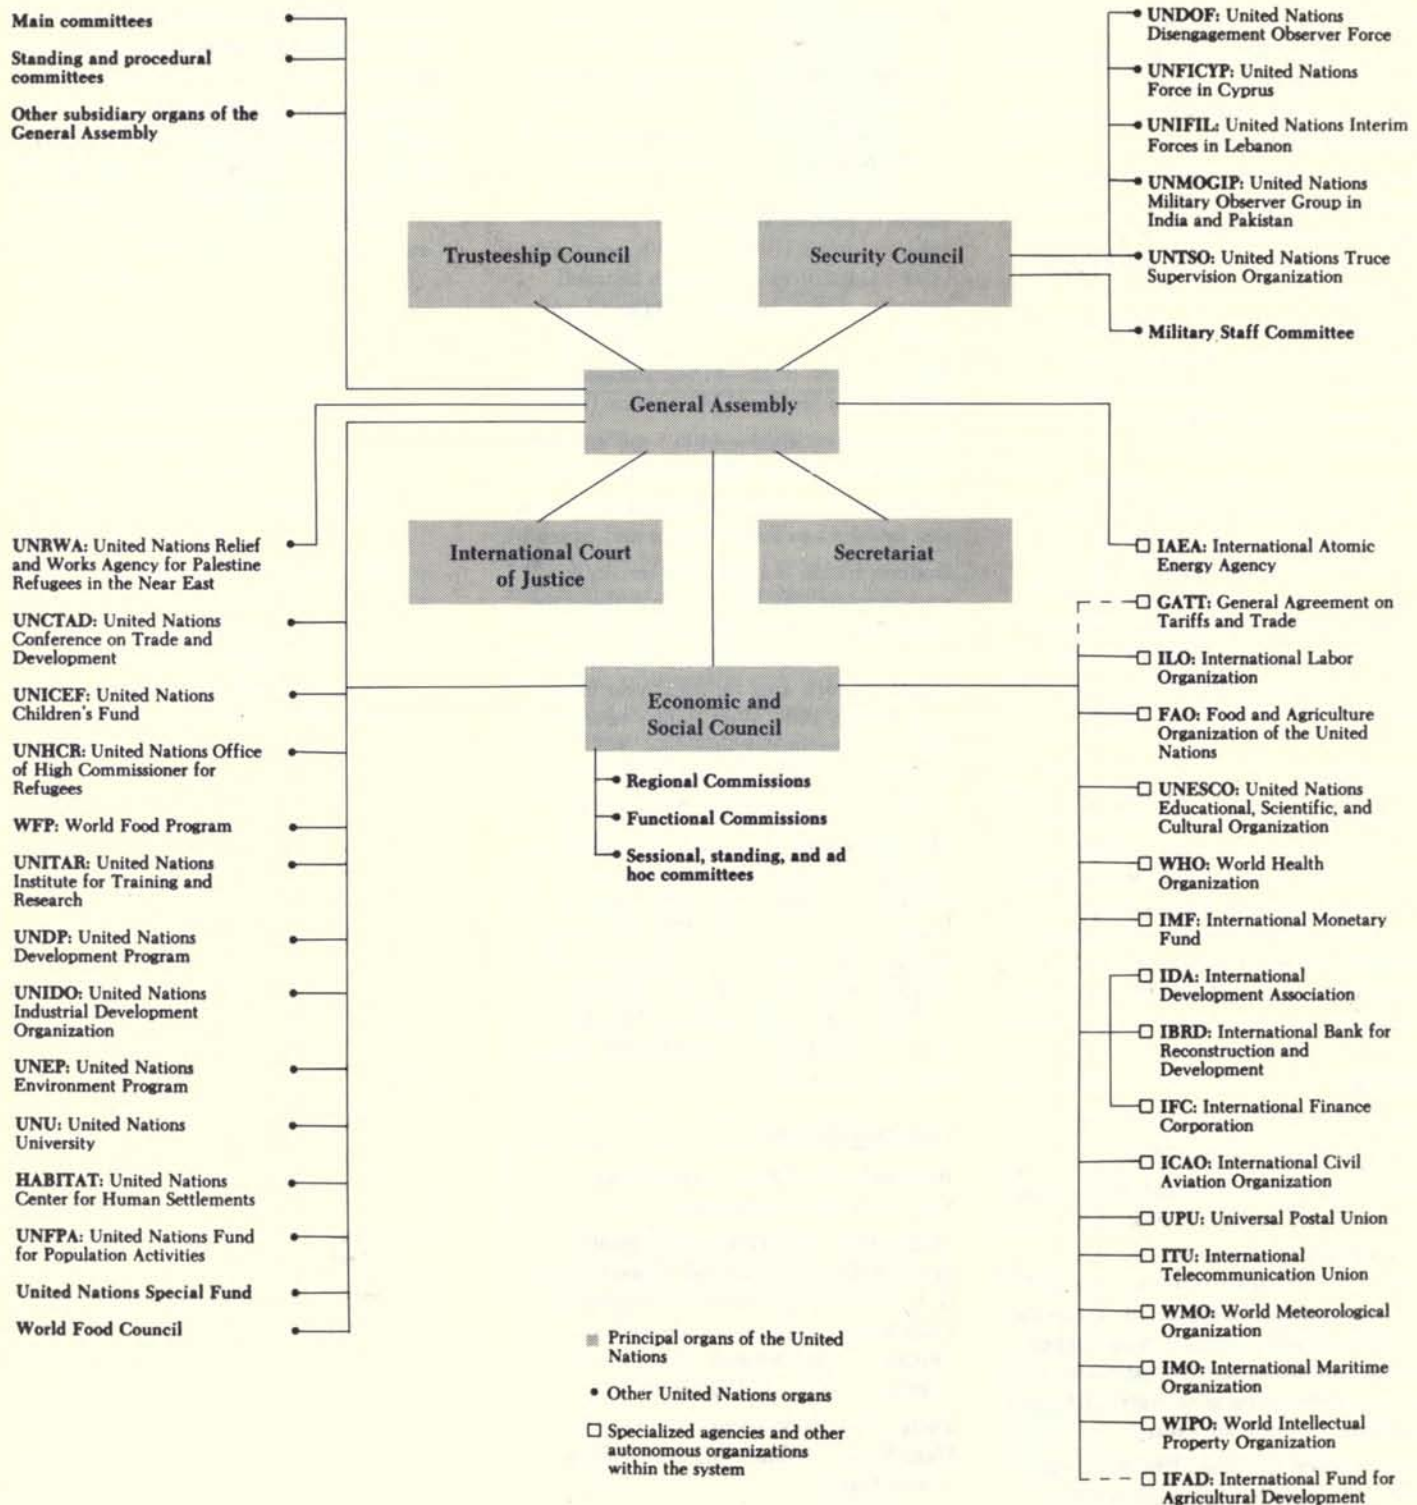 Main committees
Standing and procedural
committees
Other subsidiary organs of the
General Assembly
UNDOF: United Nations
Disengagement Observer Force
UNFICYP: United Nations
Force in Cyprus
UNIFIL: United Nations Interim
Forces in Lebanon
UNMOGIP: United Nations
Military Observer Group in
India and Pakistan
UNTSO: United Nations Truce
Supervision Organization
Military Staff Committee
Trusteeship Council
Security Council
General Assembly
International Court
of Justice
Secretariat
Economic and
Social Council
Regional Commissions
Functional Commissions
Sessional, standing, and ad
hoc committees
UNRWA: United Nations Relief
and Works Agency for Palestine
Refugees in the Near East
UNCTAD: United Nations
Conference on Trade and
Development
UNICEF: United Nations
Children's Fund
UNHCR: United Nations Office
of High Commissioner for
Refugees
WFP: World Food Program
UNITAR: United Nations
Institute for Training and
Research
UNDP: United Nations
Development Program
UNIDO: United Nations
Industrial Development
Organization
UNEP: United Nations
Environment Program
UNU: United Nations
University
HABITAT: United Nations
Center for Human Settlements
UNFPA: United Nations Fund
for Population Activities
United Nations Special Fund
World Food Council
IAEA: International Atomic
Energy Agency
GATT: General Agreement on
Tariffs and Trade
ILO: International Labor
Organization
FAO: Food and Agriculture
Organization of the United
Nations
UNESCO: United Nations
Educational, Scientific, and
Cultural Organization
WHO: World Health
Organization
IMF: International Monetary
Fund
IDA: International
Development Association
IBRD: International Bank for
Reconstruction and
Development
IFC: International Finance
Corporation
ICAO: International Civil
Aviation Organization
UPU: Universal Postal Union
ITU: International
Telecommunication Union
WMO: World Meteorological
Organization
IMO: International Maritime
Organization
WIPO: World Intellectual
Property Organization
IFAD: International Fund for
Agricultural Development
Principal organs of the United
Nations
Other United Nations organs
Specialized agencies and other
autonomous organizations
within the system